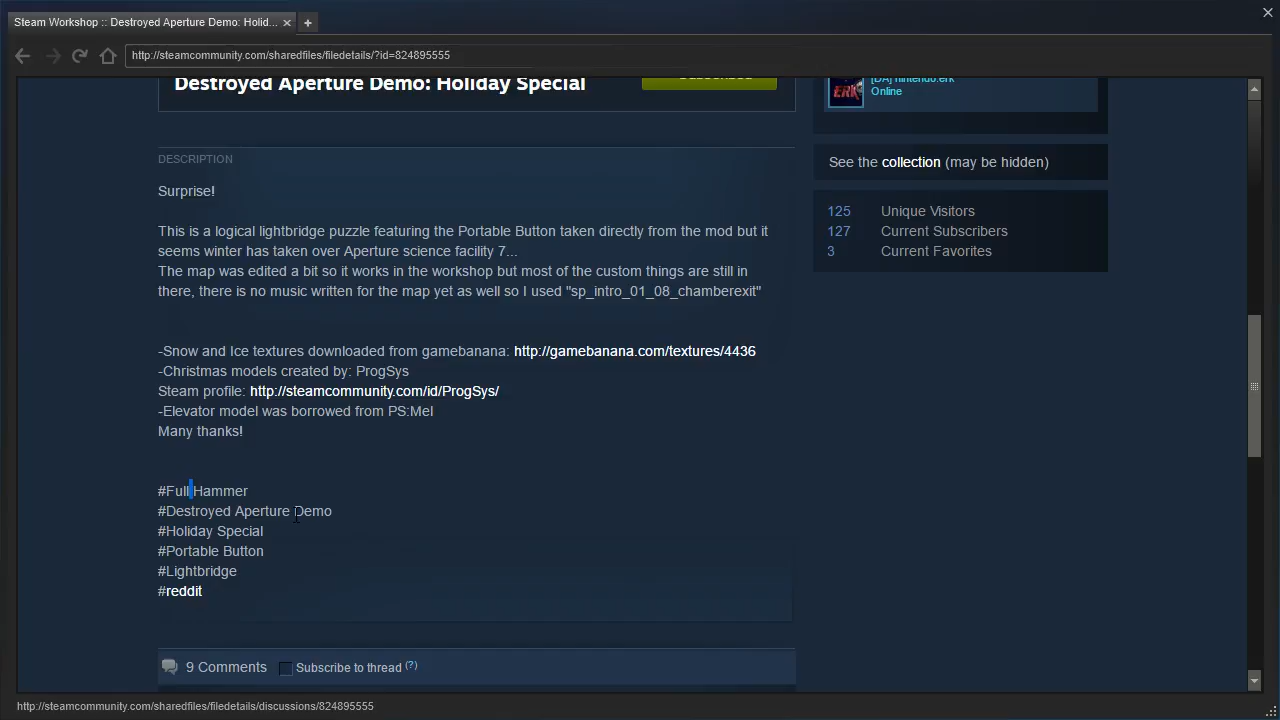 Steam Workshop :: Destroyed Aperture Demo: Holid...
http://steamcommunity.com/sharedfiles/filedetails/?id=824895555
Destroyed Aperture Demo: Holiday Special
Subscribed
[DA] nintendo.erk
ERK
Online
DESCRIPTION
See the collection (may be hidden)
Surprise!
125 Unique Visitors
127 Current Subscribers
3 Current Favorites
This is a logical lightbridge puzzle featuring the Portable Button taken directly from the mod but it
seems winter has taken over Aperture science facility 7...
The map was edited a bit so it works in the workshop but most of the custom things are still in
there, there is no music written for the map yet as well so I used "sp_intro_01_08_chamberexit"
-Snow and Ice textures downloaded from gamebanana: http://gamebanana.com/textures/4436
-Christmas models created by: ProgSys
Steam profile: http://steamcommunity.com/id/ProgSys/
-Elevator model was borrowed from PS:Mel
Many thanks!
#Full Hammer
#Destroyed Aperture Demo
#Holiday Special
#Portable Button
#Lightbridge
#reddit
9 Comments
Subscribe to thread (?)
http://steamcommunity.com/sharedfiles/filedetails/discussions/824895555